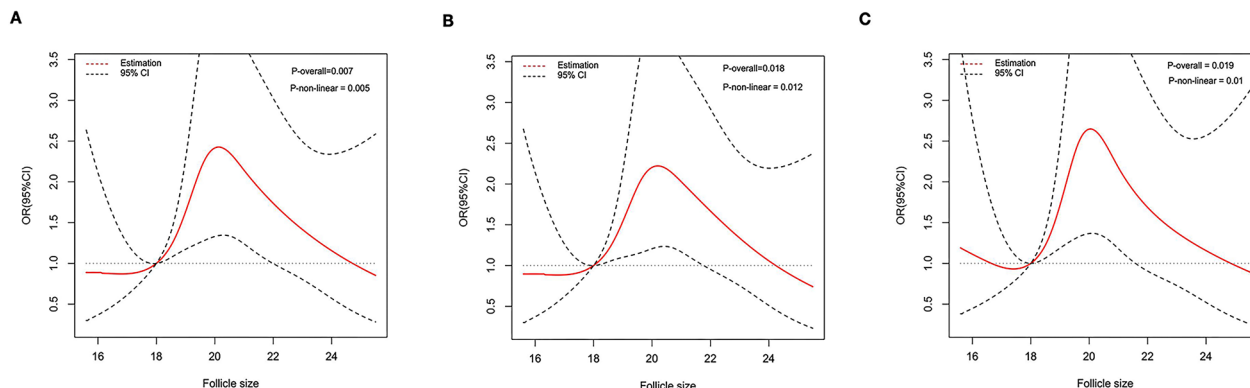 A
OR(95%CI)
3.5
3.0
2.5
2.0
1.5
1.0
0.5
Estimation
95% CI
P-overall=0.007
P-non-linear = 0.005
16 18 20 22 24
Follicle size
B
OR(95%CI)
3.5
3.0
2.5
2.0
1.5
1.0
0.5
Estimation
95% CI
P-overall=0.018
P-non-linear = 0.012
16 18 20 22 24
Follicle size
C
OR(95%CI)
3.5
3.0
2.5
2.0
1.5
1.0
0.5
Estimation
95% CI
P-overall = 0.019
P-non-linear = 0.01
16 18 20 22 24
Follicle size